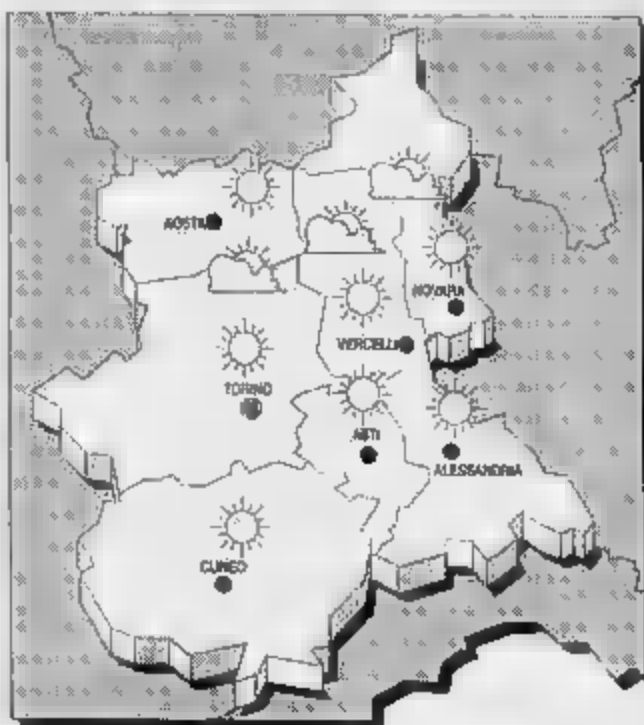 AOSTA
NOVARA
VERCELLI
TORINO
ASTI
ALESSANDRIA
CUNEO